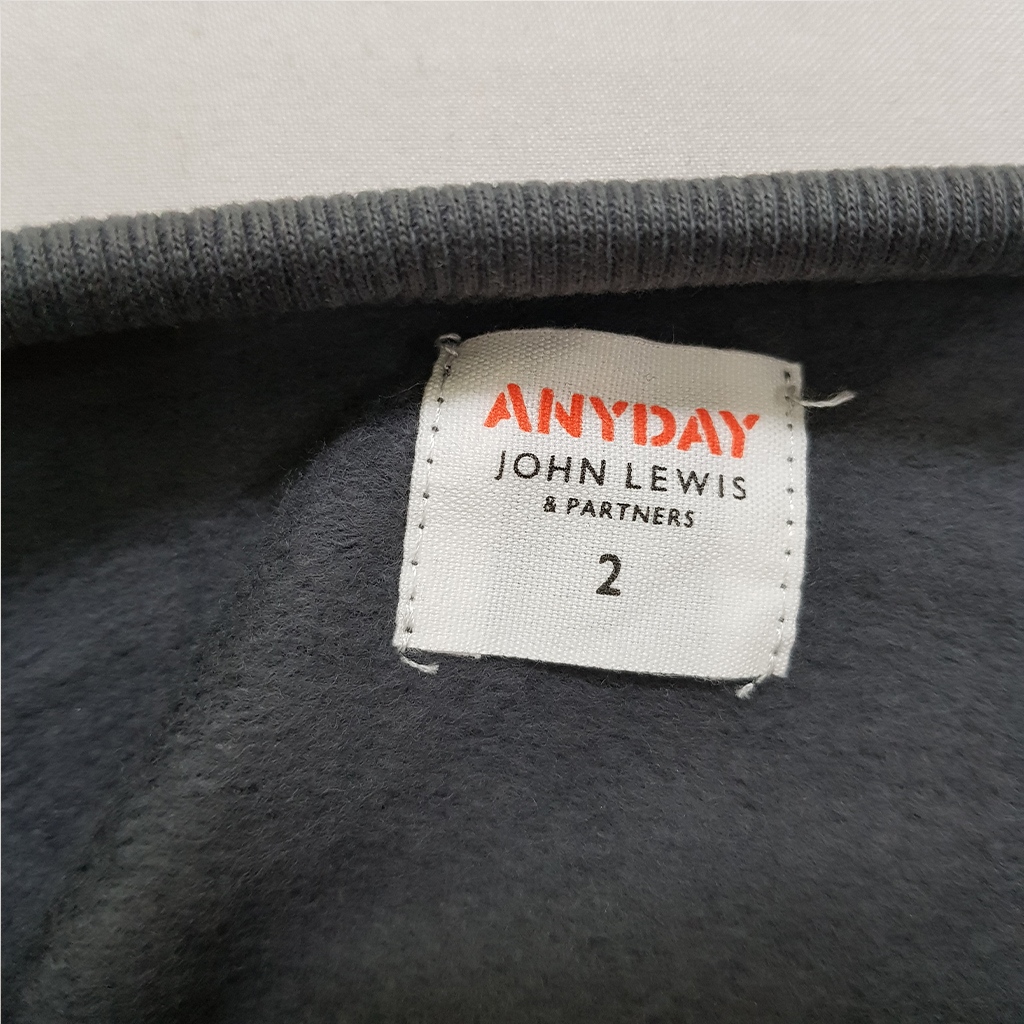 ANYDAY
JOHN LEWIS
& PARTNERS
2